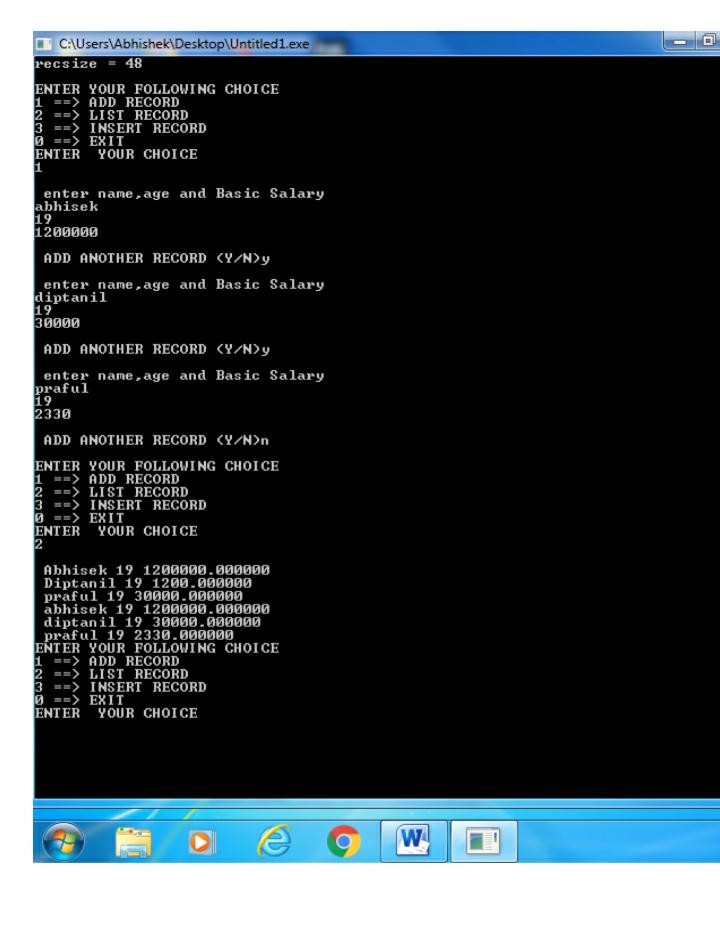 C:\Users\Abhishek\Desktop\Untitled1.exe
recsize = 48
ENTER YOUR FOLLOWING CHOICE
1 ==> ADD RECORD
2 ==> LIST RECORD
3 ==> INSERT RECORD
0 ==> EXIT
ENTER  YOUR CHOICE
1
enter name,age and Basic Salary
abhisek
19
1200000
ADD ANOTHER RECORD (Y/N)y
enter name,age and Basic Salary
diptanil
19
30000
ADD ANOTHER RECORD (Y/N)y
enter name,age and Basic Salary
praful
19
2330
ADD ANOTHER RECORD (Y/N)n
ENTER YOUR FOLLOWING CHOICE
1 ==> ADD RECORD
2 ==> LIST RECORD
3 ==> INSERT RECORD
0 ==> EXIT
ENTER  YOUR CHOICE
2
Abhisek 19 1200000.000000
Diptanil 19 1200.000000
praful 19 30000.000000
abhisek 19 1200000.000000
diptanil 19 30000.000000
praful 19 2330.000000
ENTER YOUR FOLLOWING CHOICE
1 ==> ADD RECORD
2 ==> LIST RECORD
3 ==> INSERT RECORD
0 ==> EXIT
ENTER  YOUR CHOICE
W